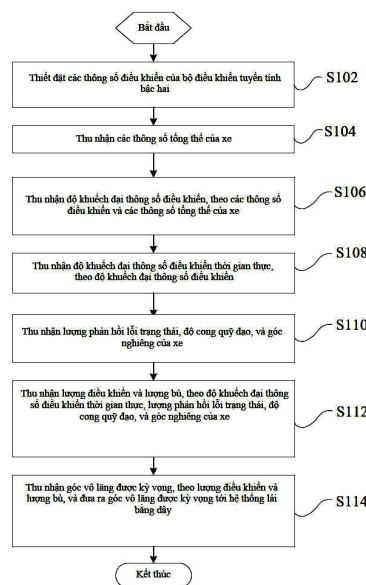 Bắt đầu
Thiết đặt các thông số điều khiển của bộ điều khiển tuyến tính
bậc hai
S102
Thu nhận các thông số tổng thể của xe
S104
Thu nhận độ khuếch đại thông số điều khiển, theo các thông số
điều khiển và các thông số tổng thể của xe
S106
Thu nhận độ khuếch đại thông số điều khiển thời gian thực,
theo độ khuếch đại thông số điều khiển
S108
Thu nhận lượng phản hồi lỗi trạng thái, độ cong quỹ đạo, và góc
nghiêng của xe
S110
Thu nhận lượng điều khiển và lượng bù, theo độ khuếch đại thông
số điều khiển thời gian thực, lượng phản hồi lỗi trạng thái, độ
cong quỹ đạo, và góc nghiêng của xe
S112
Thu nhận góc vô lăng được kỳ vọng, theo lượng điều khiển và
lượng bù, và đưa ra góc vô lăng được kỳ vọng tới hệ thống lái
bằng dây
S114
Kết thúc